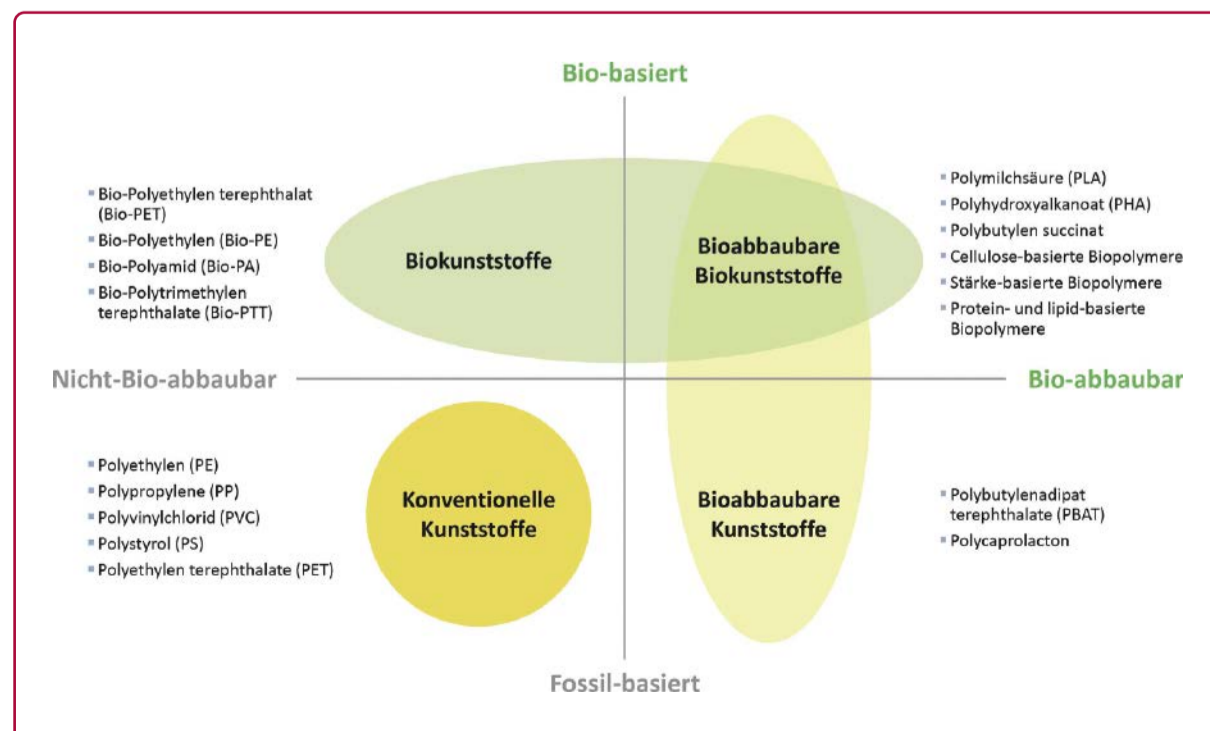 Bio-basiert
Bio-Polyethylen terephthalat
(Bio-PET)
Bio-Polyethylen (Bio-PE)
Bio-Polyamid (Bio-PA)
Bio-Polytrimethylen
terephthalate (Bio-PTT)
Biokunststoffe
Bioabbaubare
Biokunststoffe
Polymilchsäure (PLA)
Polyhydroxyalkanoat (PHA)
Polybutylen succinat
Cellulose-basierte Biopolymere
Stärke-basierte Biopolymere
Protein- und lipid-basierte
Biopolymere
Nicht-Bio-abbaubar
Bio-abbaubar
Polyethylen (PE)
Polypropylene (PP)
Polyvinylchlorid (PVC)
Polystyrol (PS)
Polyethylen terephthalate (PET)
Konventionelle
Kunststoffe
Bioabbaubare
Kunststoffe
Polybutylenadipat
terephthalate (PBAT)
Polycaprolacton
Fossil-basiert